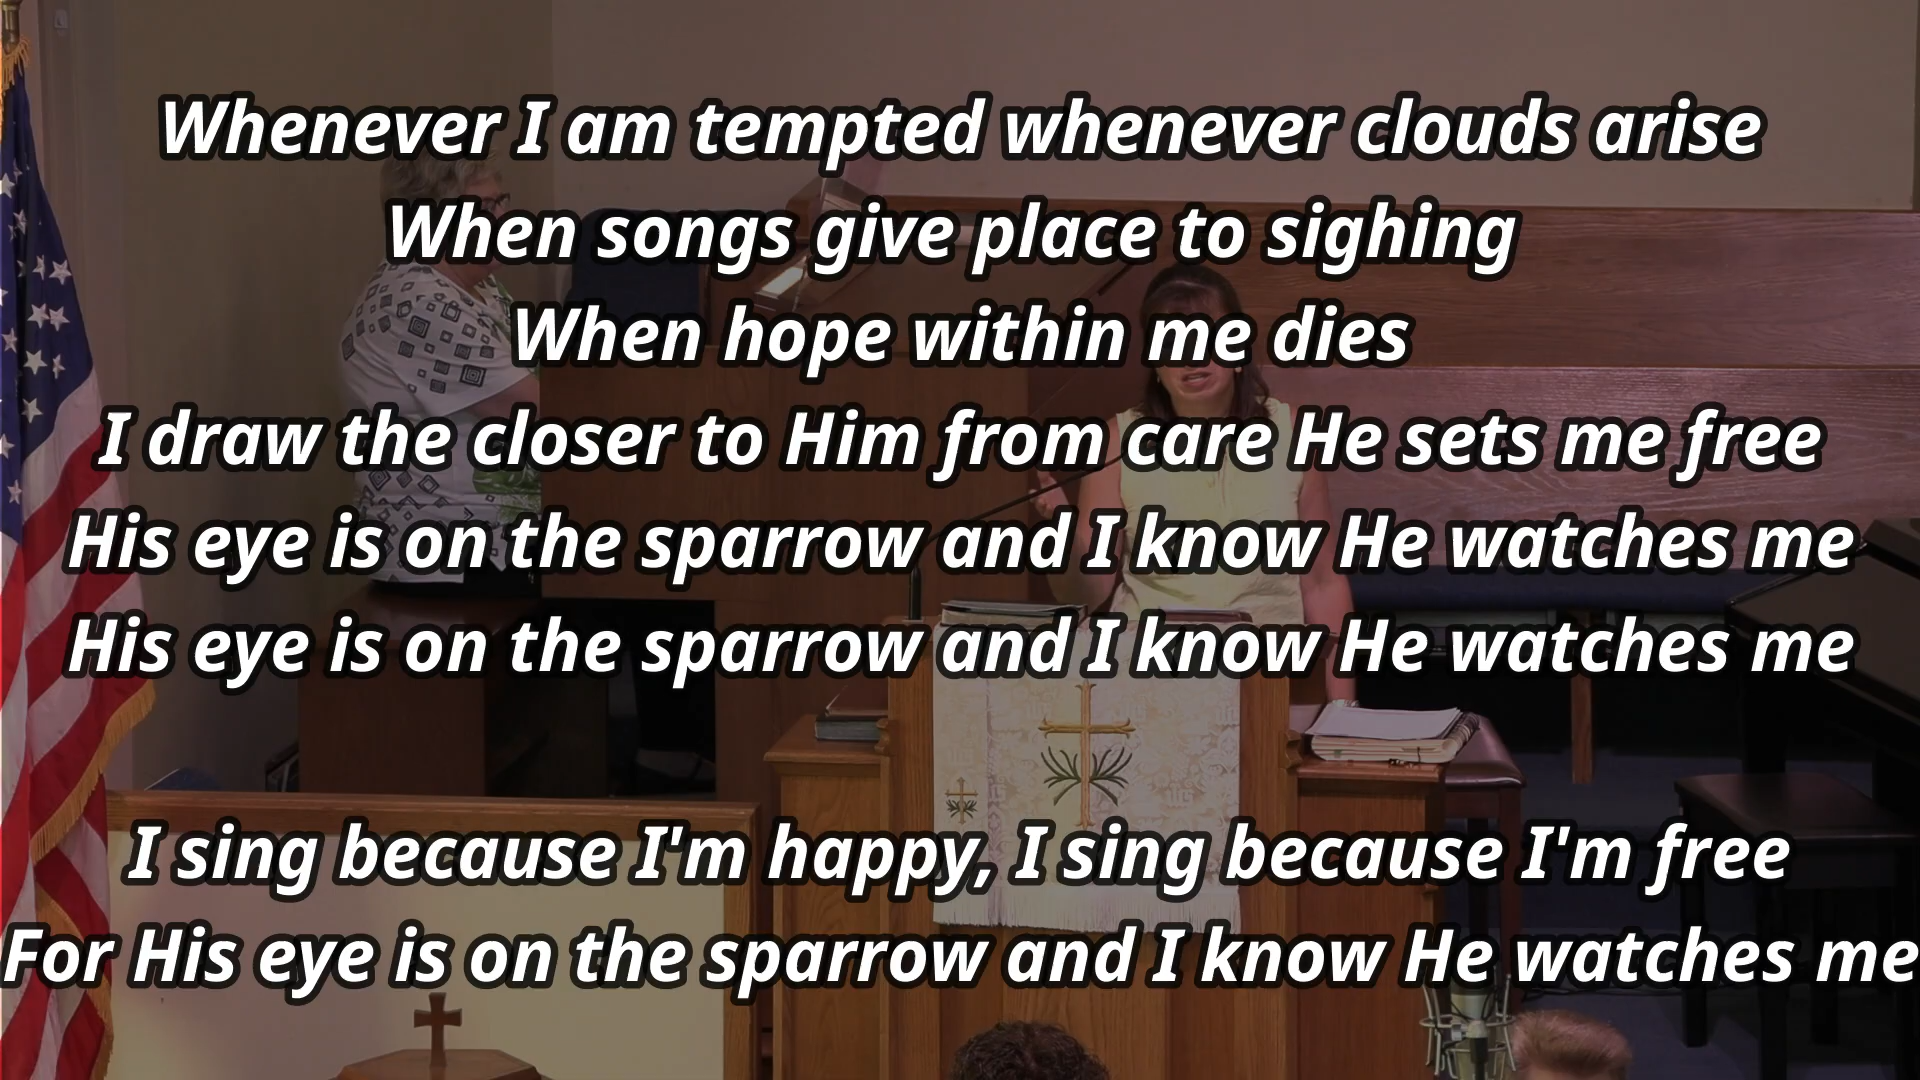 Whenever I am tempted whenever clouds arise
When songs give place to sighing
When hope within me dies
I draw the closer to Him from care He sets me free
His eye is on the sparrow and I know He watches me
His eye is on the sparrow and I know He watches me
I sing because I'm happy, I sing because I'm free
For His eye is on the sparrow and I know He watches me